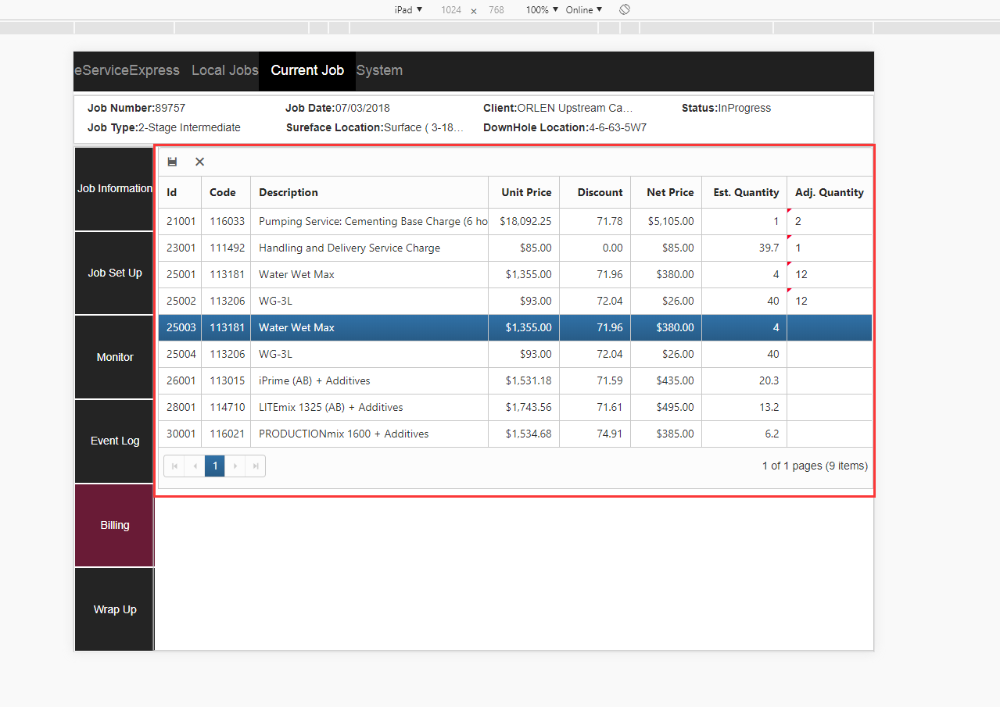 iPad ▼ 1024 × 768 100% ▼ Online ▼
eServiceExpress Local Jobs Current Job System
Job Number:89757 Job Date:07/03/2018 Client:ORLEN Upstream Ca… Status:InProgress
Job Type:2-Stage Intermediate Sureface Location:Surface ( 3-18… DownHole Location:4-6-63-5W7
Job Information
Job Set Up
Monitor
Event Log
Billing
Wrap Up
Id Code Description Unit Price Discount Net Price Est. Quantity Adj. Quantity
21001 116033 Pumping Service: Cementing Base Charge (6 ho $18,092.25 71.78 $5,105.00 1 2
23001 111492 Handling and Delivery Service Charge $85.00 0.00 $85.00 39.7 1
25001 113181 Water Wet Max $1,355.00 71.96 $380.00 4 12
25002 113206 WG-3L $93.00 72.04 $26.00 40 12
25003 113181 Water Wet Max $1,355.00 71.96 $380.00 4
25004 113206 WG-3L $93.00 72.04 $26.00 40
26001 113015 iPrime (AB) + Additives $1,531.18 71.59 $435.00 20.3
28001 114710 LITEmix 1325 (AB) + Additives $1,743.56 71.61 $495.00 13.2
30001 116021 PRODUCTIONmix 1600 + Additives $1,534.68 74.91 $385.00 6.2
1 1 of 1 pages (9 items)